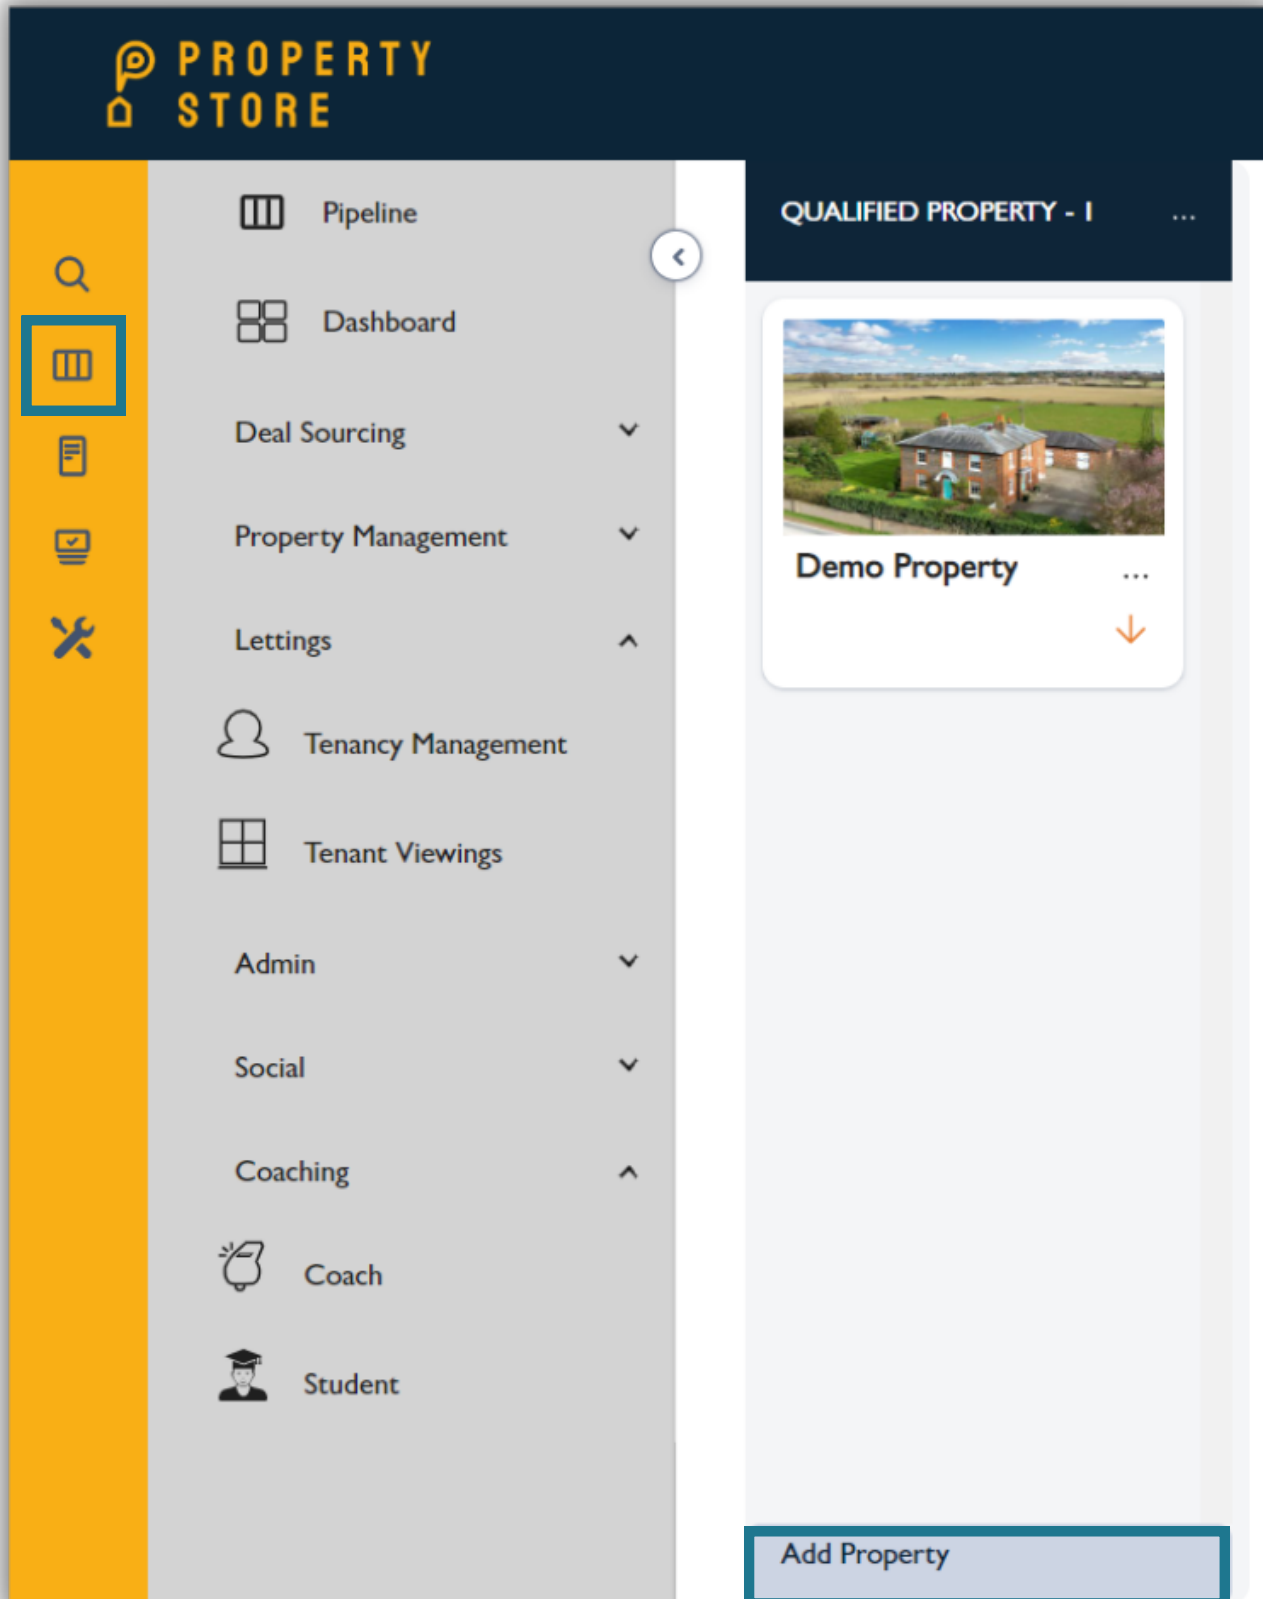 PROPERTY
STORE
Pipeline
Dashboard
Deal Sourcing
Property Management
Lettings
Tenancy Management
Tenant Viewings
Admin
Social
Coaching
Coach
Student
QUALIFIED PROPERTY - 1
...
Demo Property
...
Add Property